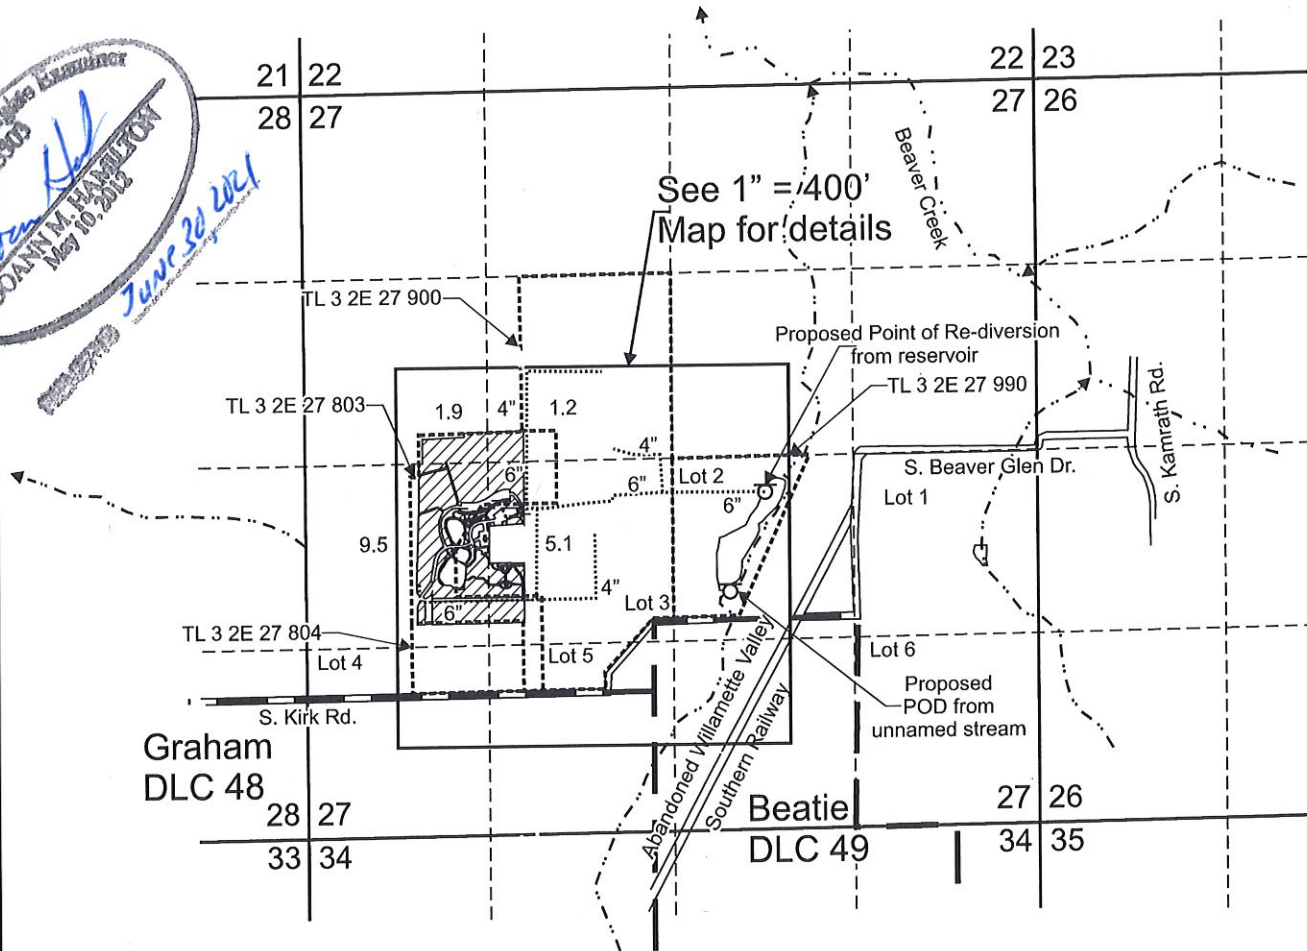 21 22
28 27
22 23
27 26
Examiner
JOANN M. HAMILTON
May 10, 2012
June 30, 2021
Beaver Creek
See 1” = 400’
Map for details
TL 3 2E 27 900
Proposed Point of Re-diversion
from reservoir
TL 3 2E 27 990
TL 3 2E 27 803
1.9
4”
1.2
4”
6”
6”
Lot 2
6”
S. Beaver Glen Dr.
Lot 1
S. Kamrath Rd.
9.5
5.1
4”
6”
Lot 3
TL 3 2E 27 804
Lot 4
Lot 5
Lot 6
Proposed
POD from
unnamed stream
S. Kirk Rd.
Abandoned Willamette Valley
Southern Railway
Graham
DLC 48
Beatie
DLC 49
28 27
33 34
27 26
34 35